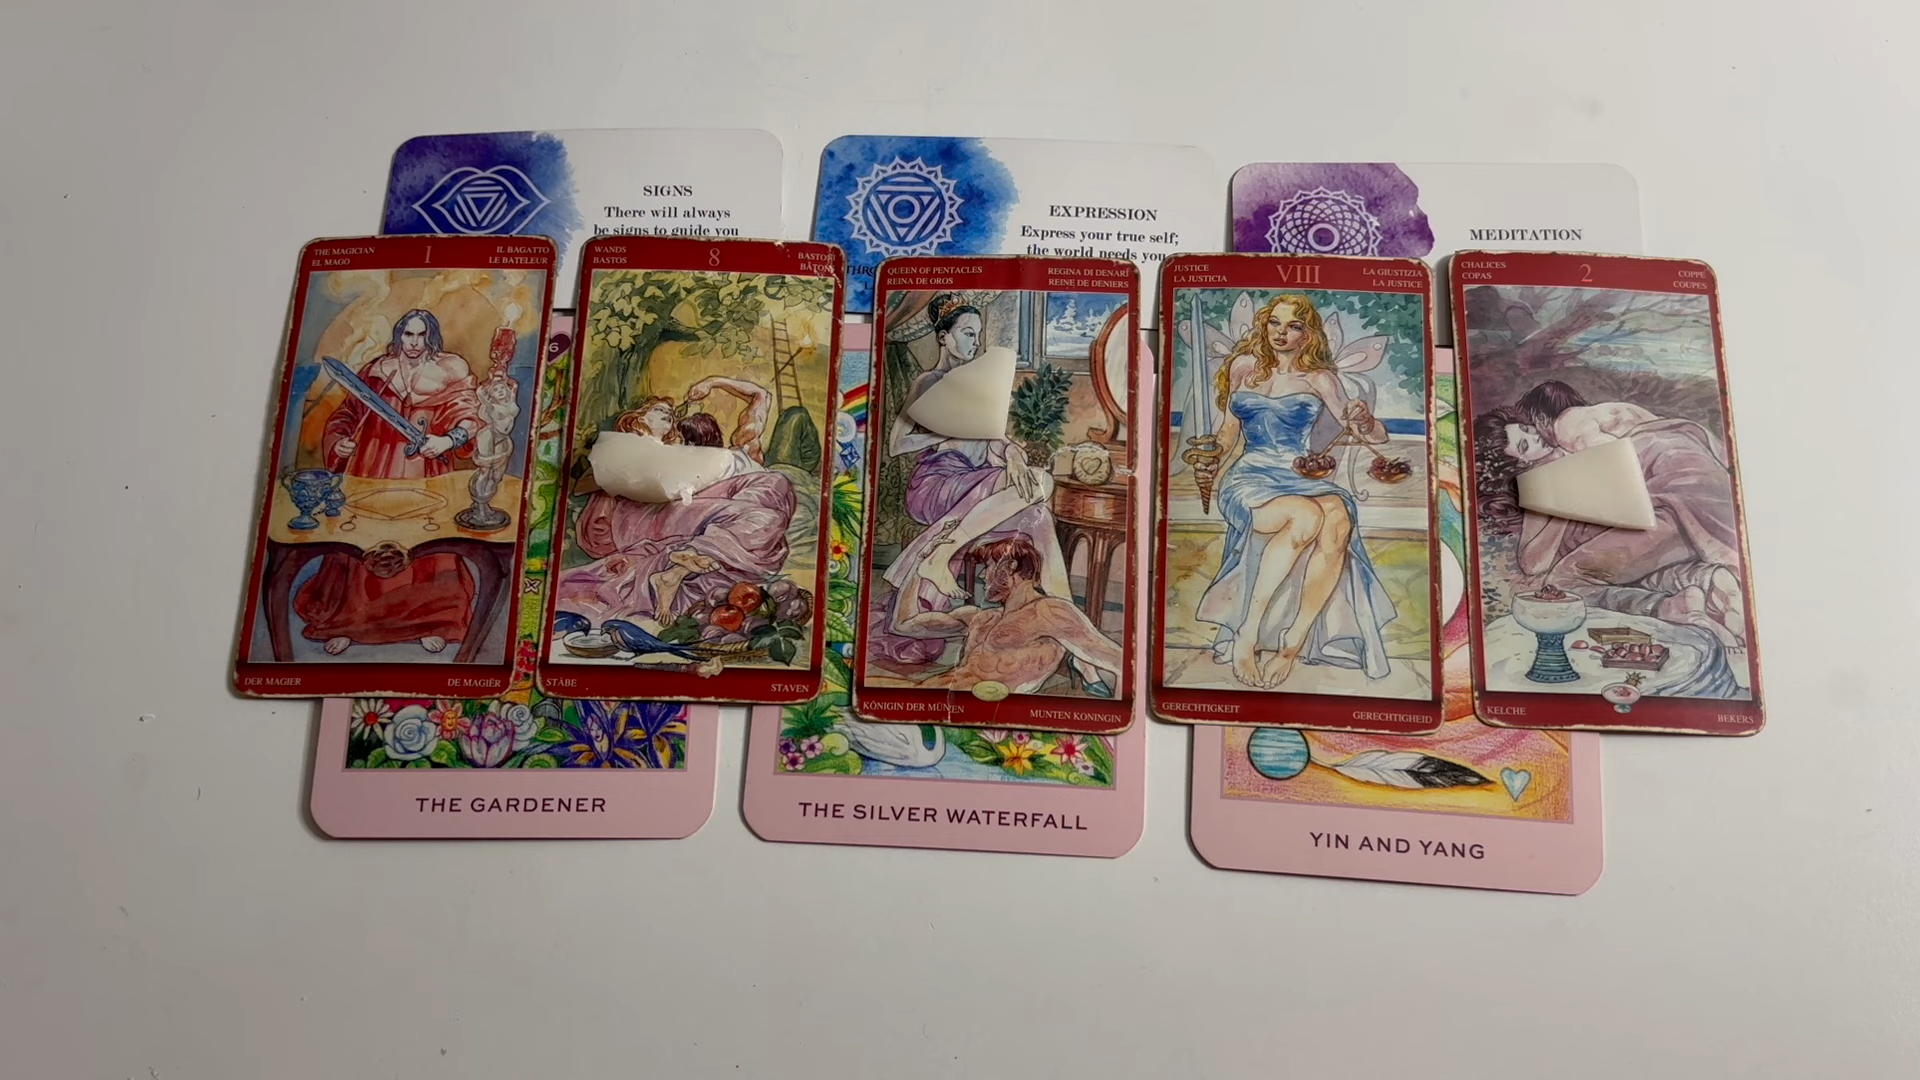 SIGNS
There will always
be signs to guide you
EXPRESSION
Express your true self;
the world needs you
THRO
MEDITATION
THE MAGICIAN
EL MAGO
I
IL BAGATTO
LE BATELEUR
DER MAGIER
DE MAGIËR
WANDS
BASTOS
8
BASTONI
BÂTONS
STÄBE
STAVEN
QUEEN OF PENTACLES
REINA DE OROS
REGINA DI DENARI
REINE DE DENIERS
KÖNIGIN DER MÜNZEN
MUNTEN KONINGIN
JUSTICE
LA JUSTICIA
VIII
LA GIUSTIZIA
LA JUSTICE
GERECHTIGKEIT
GERECHTIGHEID
CHALICES
COPAS
2
COPPE
COUPES
KELCHE
BEKERS
6
THE GARDENER
THE SILVER WATERFALL
YIN AND YANG